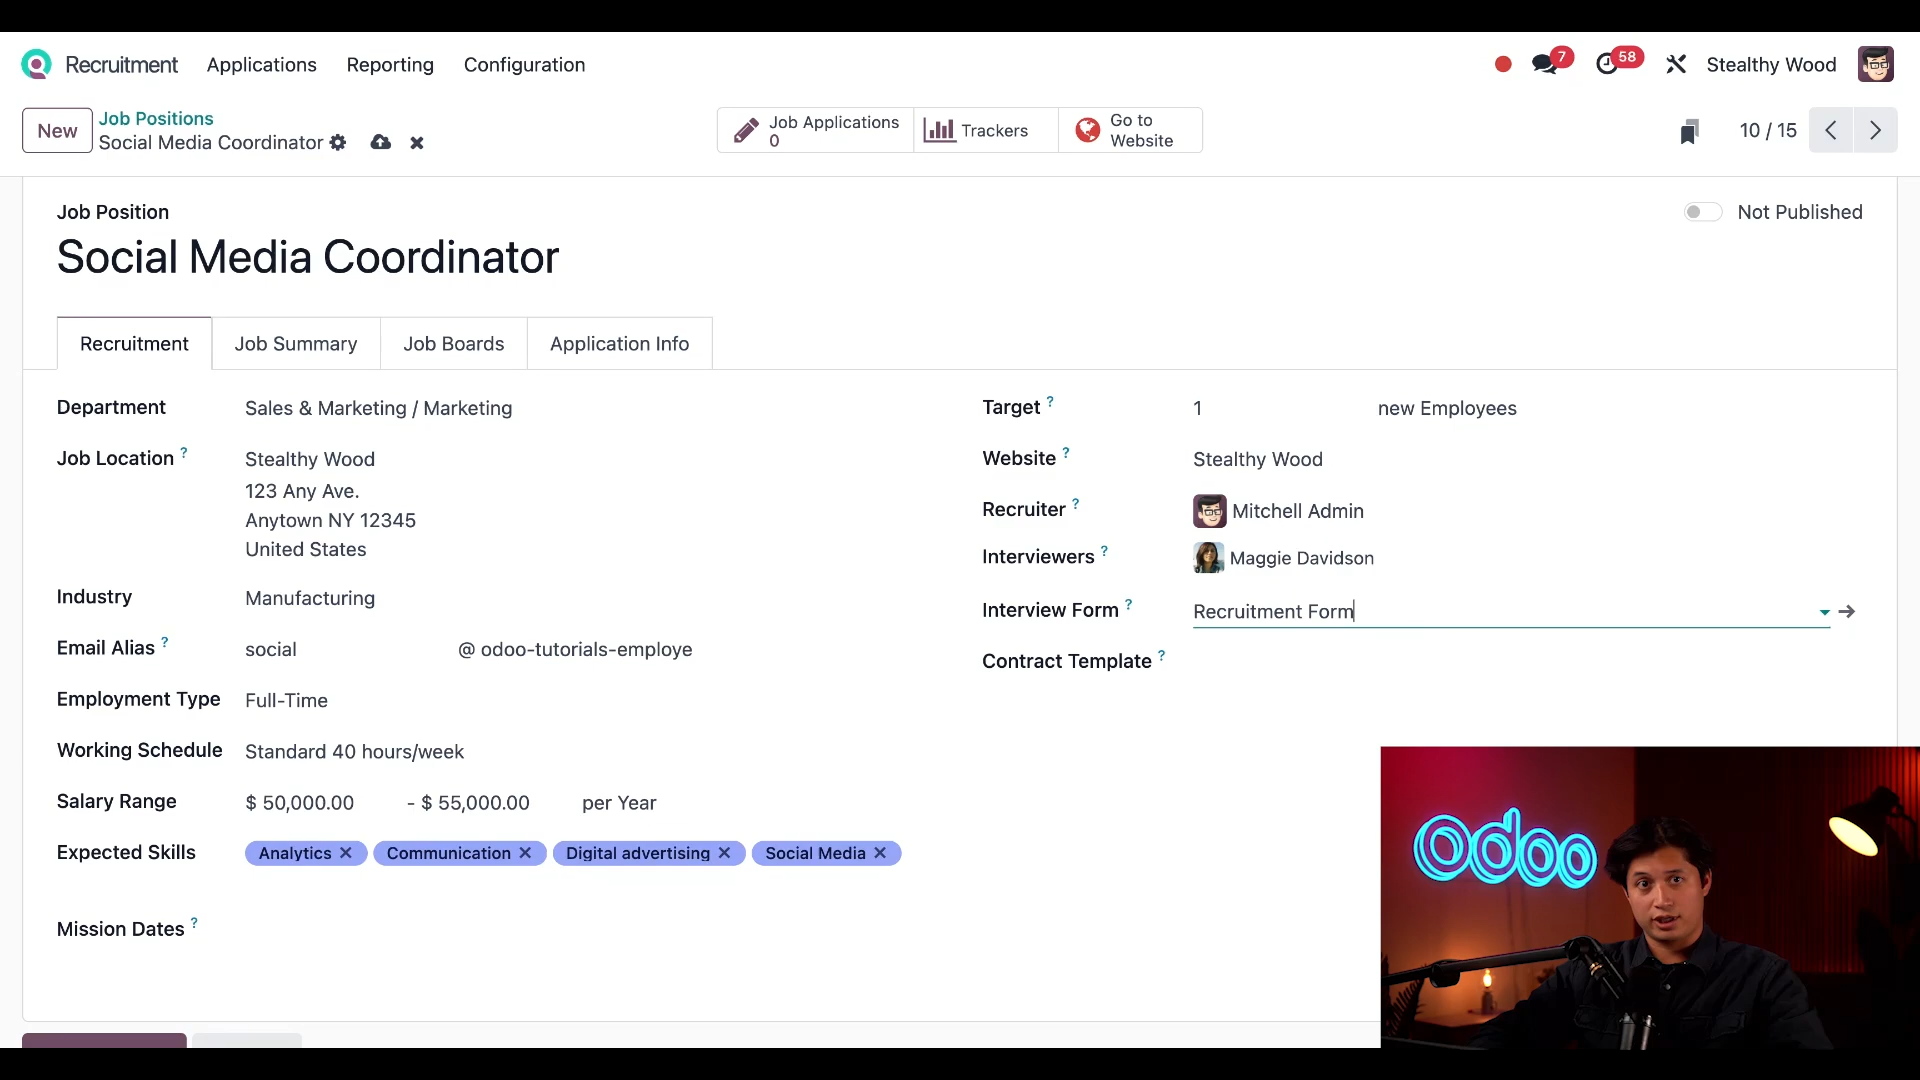 Recruitment Applications Reporting Configuration 7 58 Stealthy Wood
New Job Positions
Social Media Coordinator
Job Applications 0
Trackers
Go to Website
10 / 15
Job Position
Not Published
Social Media Coordinator
Recruitment Job Summary Job Boards Application Info
Department Sales & Marketing / Marketing
Job Location ? Stealthy Wood
123 Any Ave.
Anytown NY 12345
United States
Industry Manufacturing
Email Alias ? social @ odoo-tutorials-employe
Employment Type Full-Time
Working Schedule Standard 40 hours/week
Salary Range $ 50,000.00 - $ 55,000.00 per Year
Expected Skills Analytics Communication Digital advertising Social Media
Mission Dates ?
Target ? 1 new Employees
Website ? Stealthy Wood
Recruiter ? Mitchell Admin
Interviewers ? Maggie Davidson
Interview Form ? Recruitment Form
Contract Template ?
odoo